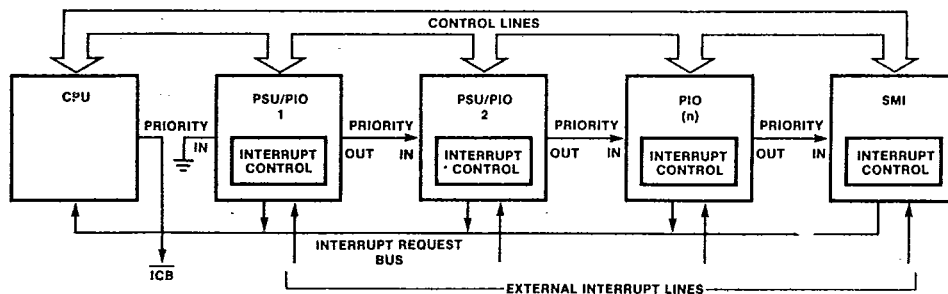 CONTROL LINES
CPU
PSU/PIO
1
PSU/PIO
2
PIO
(n)
SMI
PRIORITY
IN
PRIORITY
OUT IN
PRIORITY
OUT IN
PRIORITY
OUT IN
INTERRUPT
CONTROL
INTERRUPT
CONTROL
INTERRUPT
CONTROL
INTERRUPT
CONTROL
INTERRUPT REQUEST
BUS
ICB
EXTERNAL INTERRUPT LINES